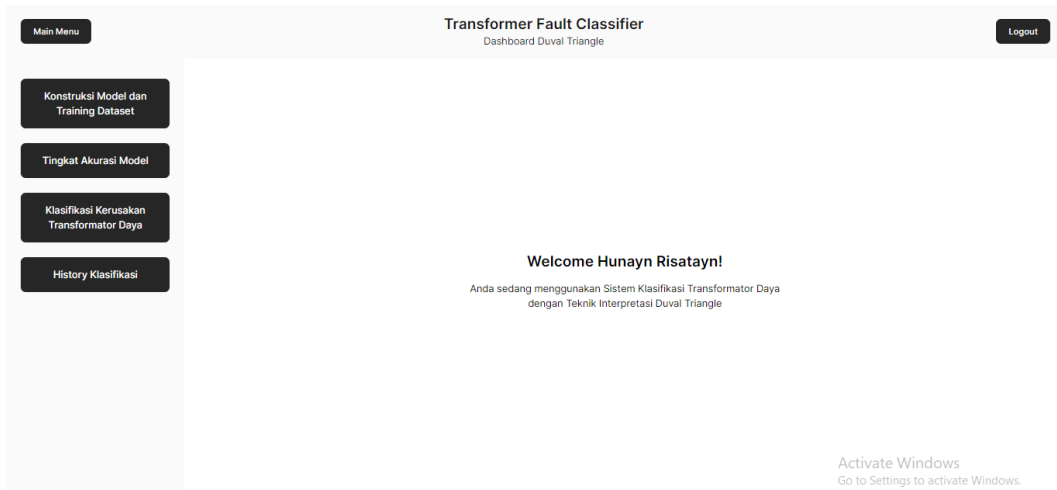 Main Menu
Transformer Fault Classifier
Dashboard Duval Triangle
Logout
Konstruksi Model dan
Training Dataset
Tingkat Akurasi Model
Klasifikasi Kerusakan
Transformator Daya
History Klasifikasi
Welcome Hunayn Risatayn!
Anda sedang menggunakan Sistem Klasifikasi Transformator Daya
dengan Teknik Interpretasi Duval Triangle
Activate Windows
Go to Settings to activate Windows.